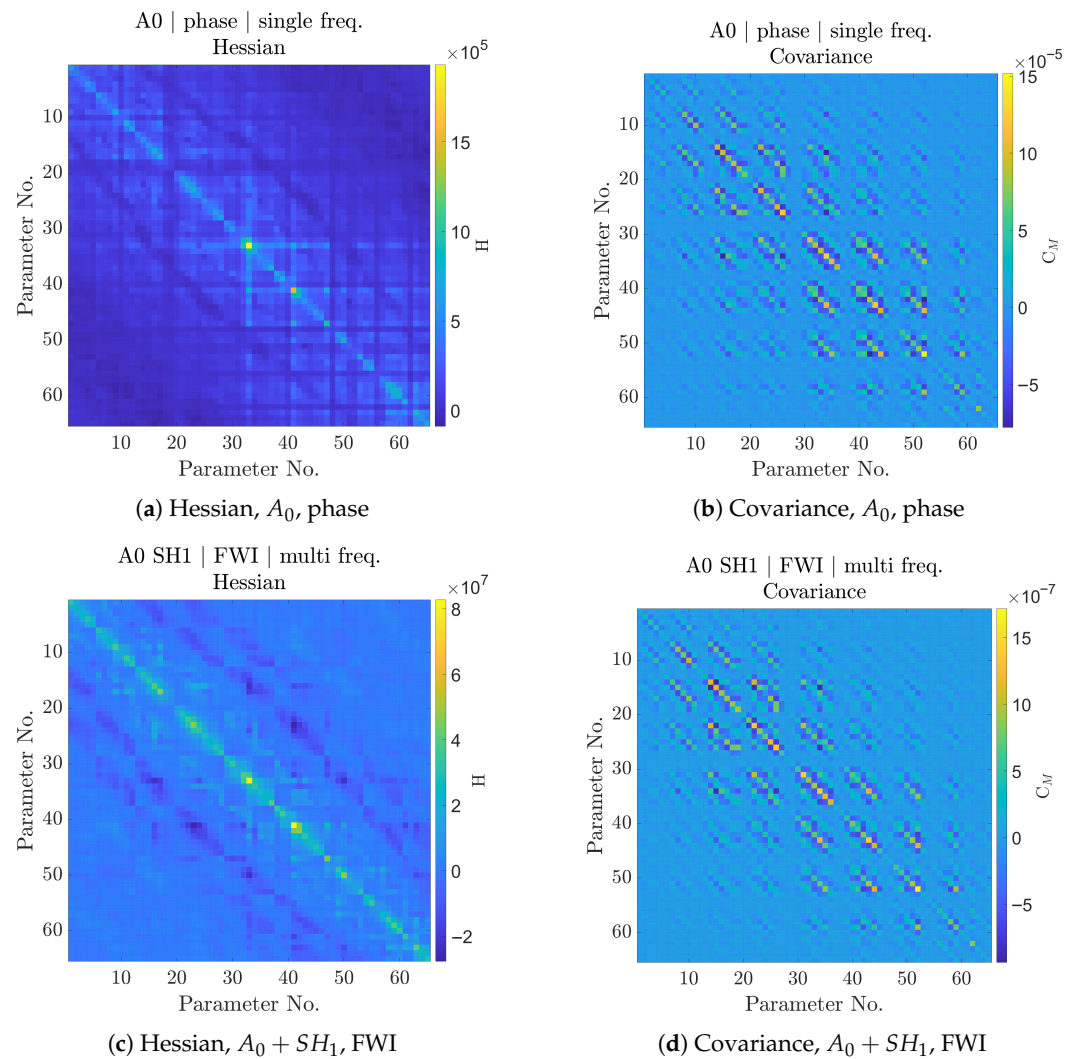 A0 | phase | single freq.
Hessian
×10⁵
10
20
30
40
50
60
Parameter No.
10 20 30 40 50 60
Parameter No.
15
10
5
0
H
(a) Hessian, A₀, phase
A0 | phase | single freq.
Covariance
×10⁻⁵
10
20
30
40
50
60
Parameter No.
10 20 30 40 50 60
Parameter No.
15
10
5
0
−5
C_M
(b) Covariance, A₀, phase
A0 SH1 | FWI | multi freq.
Hessian
×10⁷
10
20
30
40
50
60
Parameter No.
10 20 30 40 50 60
Parameter No.
8
6
4
2
0
−2
H
(c) Hessian, A₀ + SH₁, FWI
A0 SH1 | FWI | multi freq.
Covariance
×10⁻⁷
10
20
30
40
50
60
Parameter No.
10 20 30 40 50 60
Parameter No.
15
10
5
0
−5
C_M
(d) Covariance, A₀ + SH₁, FWI